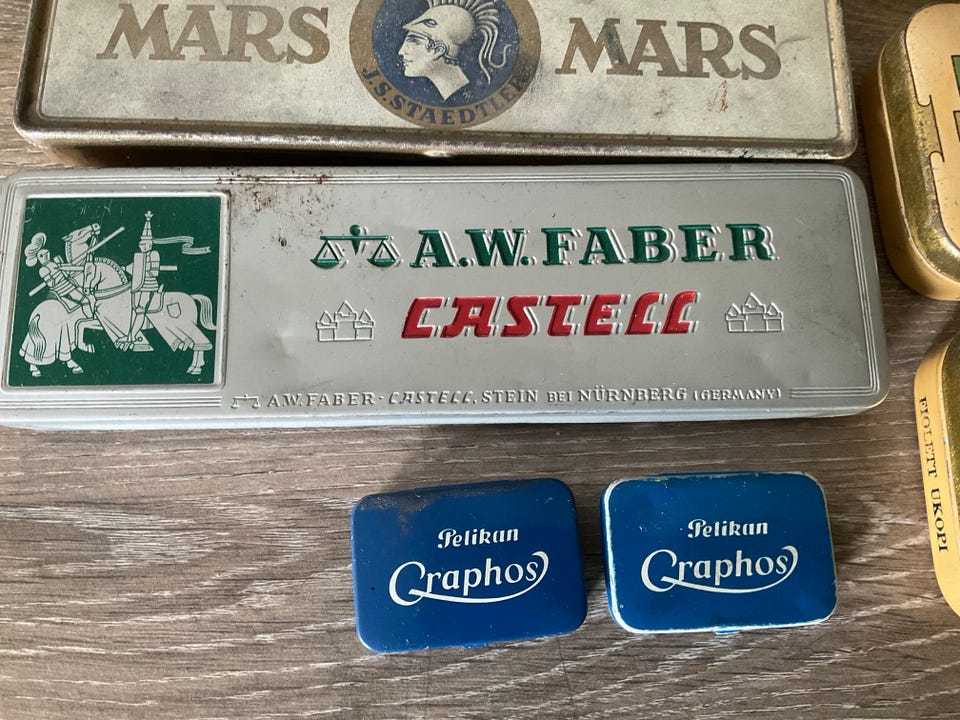 MARS MARS
J.S.STAEDTLER
A.W.FABER
CASTELL
A.W.FABER-CASTELL, STEIN BEI NÜRNBERG (GERMANY)
Pelikan
Graphos
Pelikan
Graphos
FIOLETT UKOPI